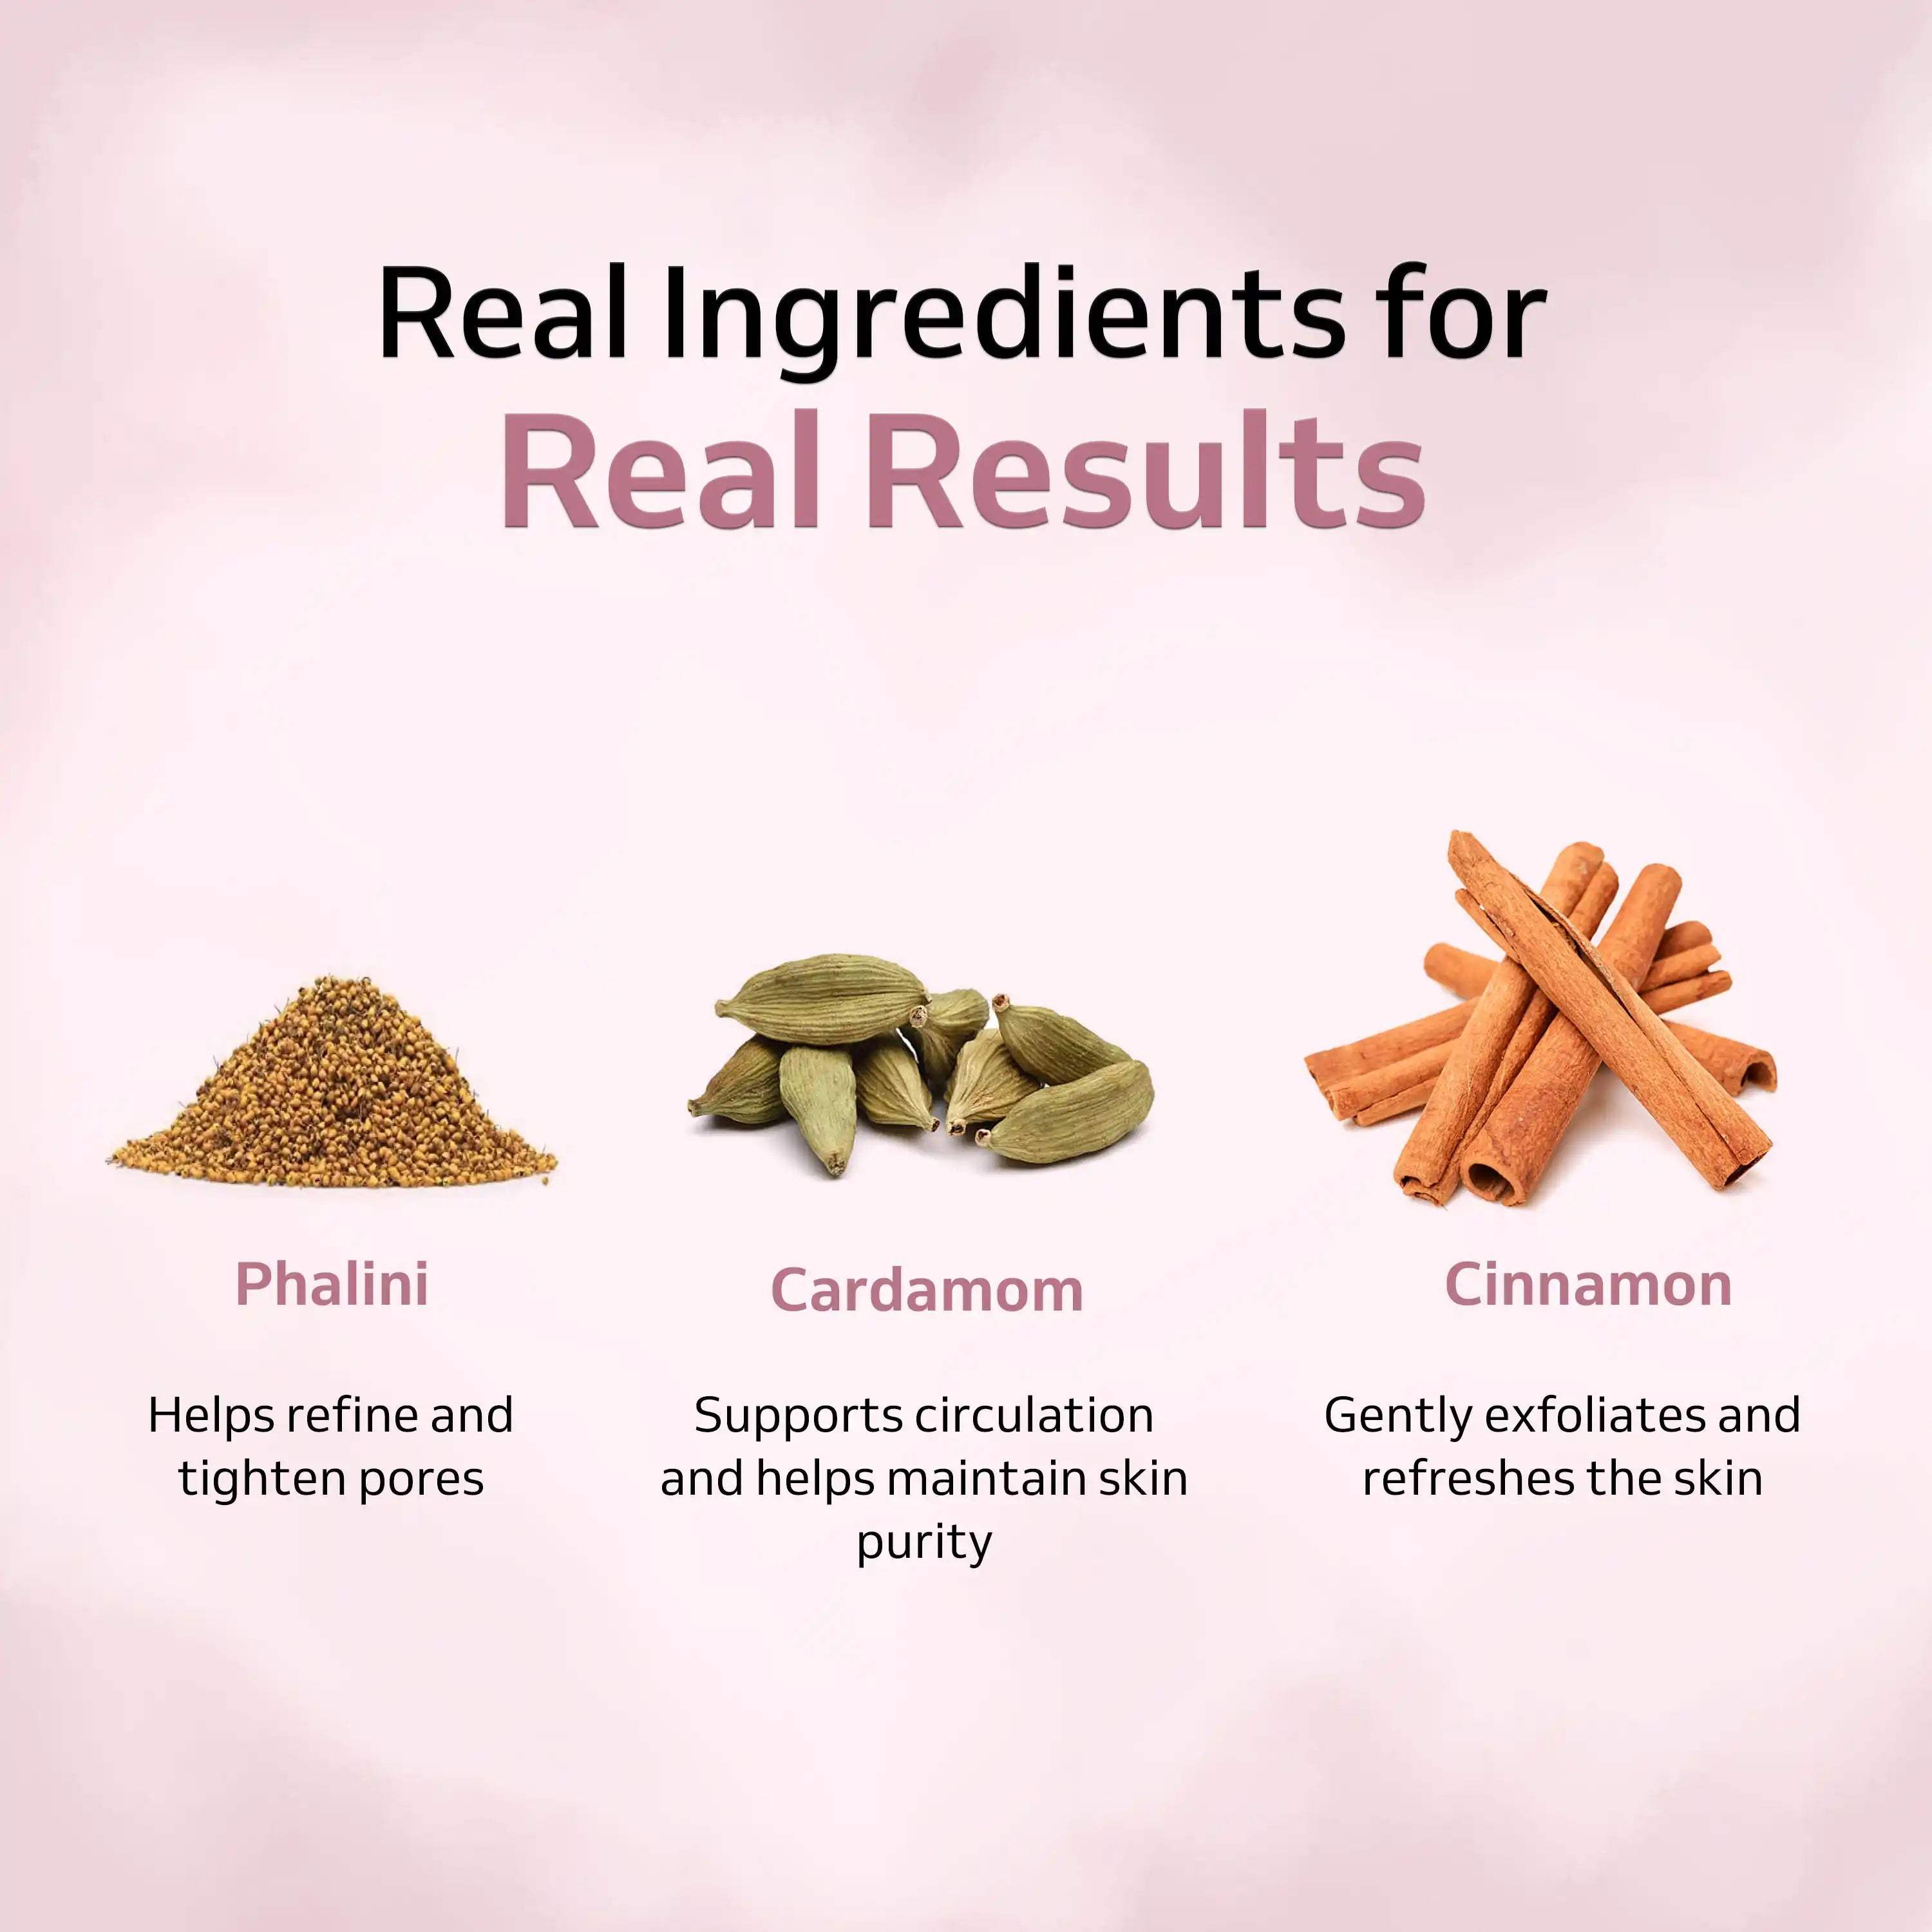 Real Ingredients for
Real Results
Phalini
Helps refine and
tighten pores
Cardamom
Supports circulation
and helps maintain skin
purity
Cinnamon
Gently exfoliates and
refreshes the skin